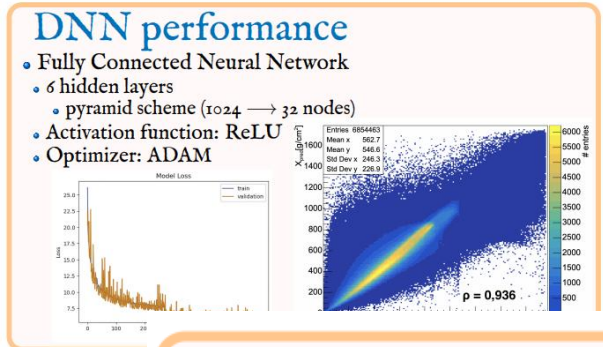 DNN performance
Fully Connected Neural Network
6 hidden layers
pyramid scheme (1024 → 32 nodes)
Activation function: ReLU
Optimizer: ADAM
Model Loss
train
validation
Loss
25.0
22.5
20.0
17.5
15.0
12.5
10.0
7.5
0
100
20
Entries 6854463
Mean x 562.7
Mean y 546.6
Std Dev x 246.3
Std Dev y 226.9
[g/cm²]
1600
1400
1200
1000
800
600
400
200
0
ρ = 0,936
6000
5500
5000
4500
4000
3500
3000
2500
2000
1500
1000
500
# entries